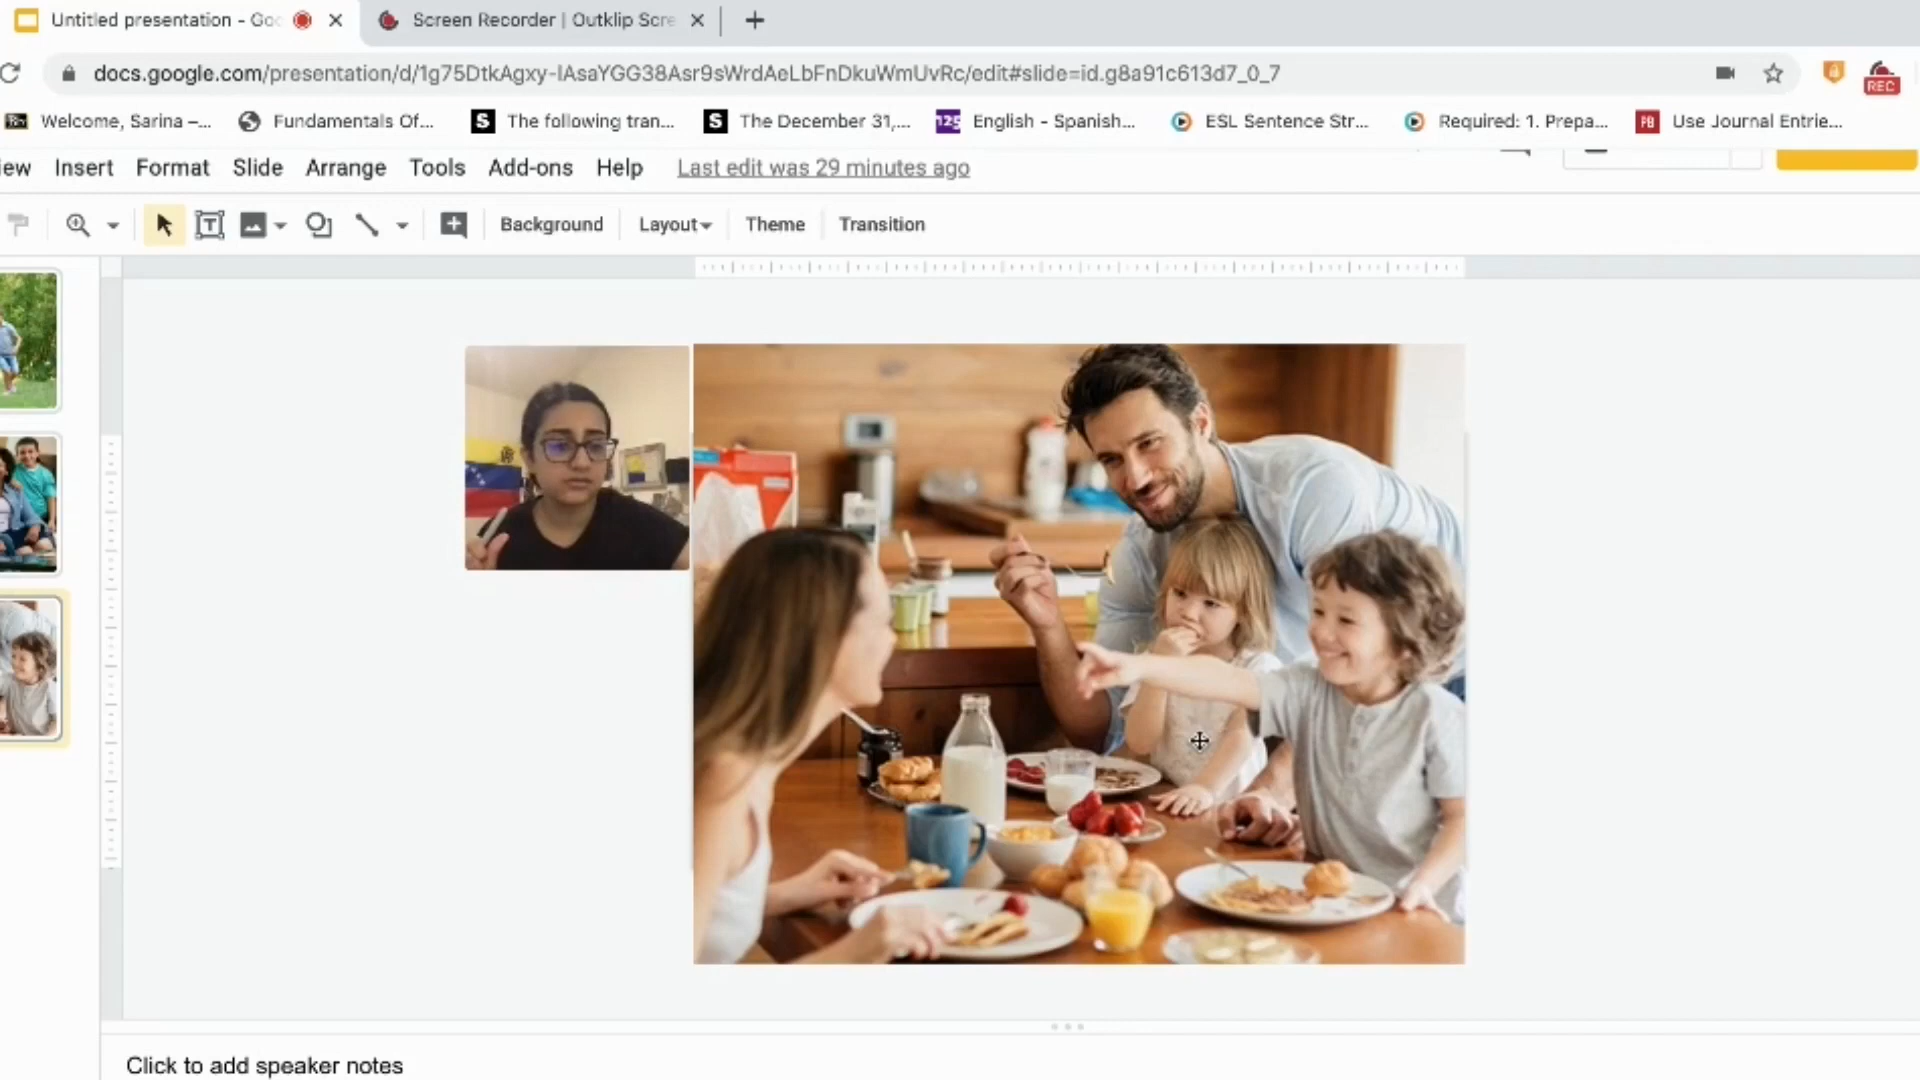 Untitled presentation - Goo
Screen Recorder | Outklip Scre
docs.google.com/presentation/d/1g75DtkAgxy-IAsaYGG38Asr9sWrdAeLbFnDkuWmUvRc/edit#slide=id.g8a91c613d7_0_7
REC
Welcome, Sarina –...
Fundamentals Of...
S The following tran...
S The December 31,...
125 English - Spanish...
ESL Sentence Str...
Required: 1. Prepa...
FB Use Journal Entrie...
iew Insert Format Slide Arrange Tools Add-ons Help Last edit was 29 minutes ago
Background Layout Theme Transition
Click to add speaker notes